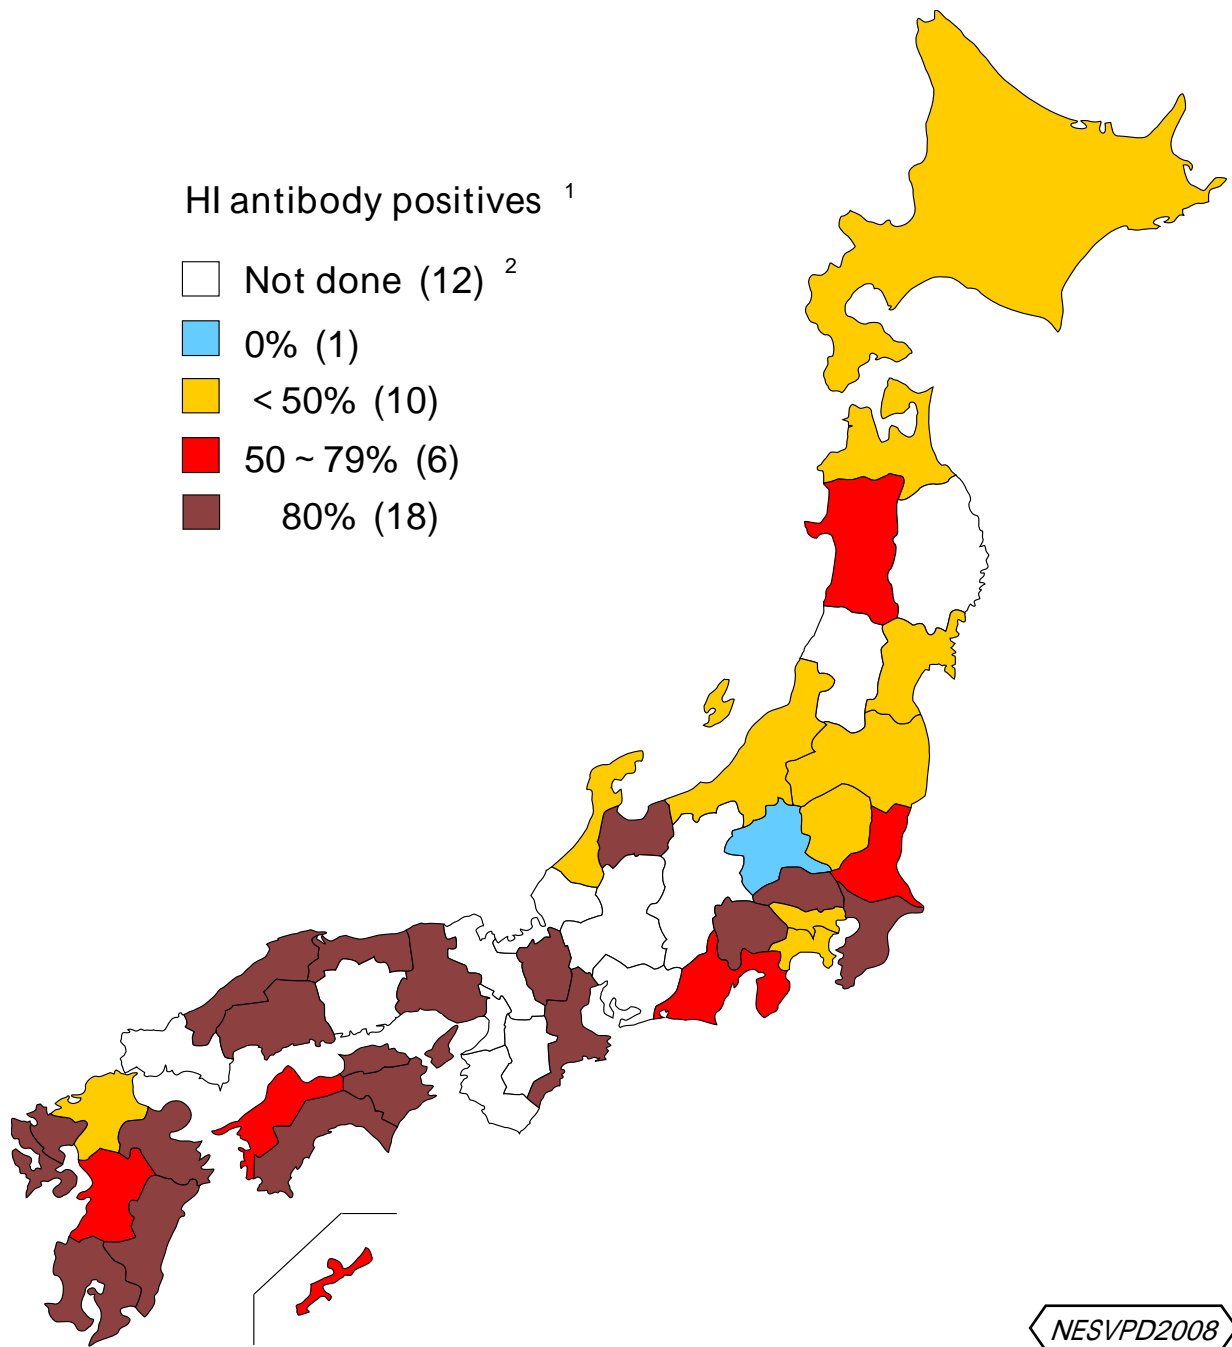 HI antibody positives 1
Not done (12) 2
0% (1)
< 50% (10)
50 ~ 79% (6)
80% (18)
NESVPD2008